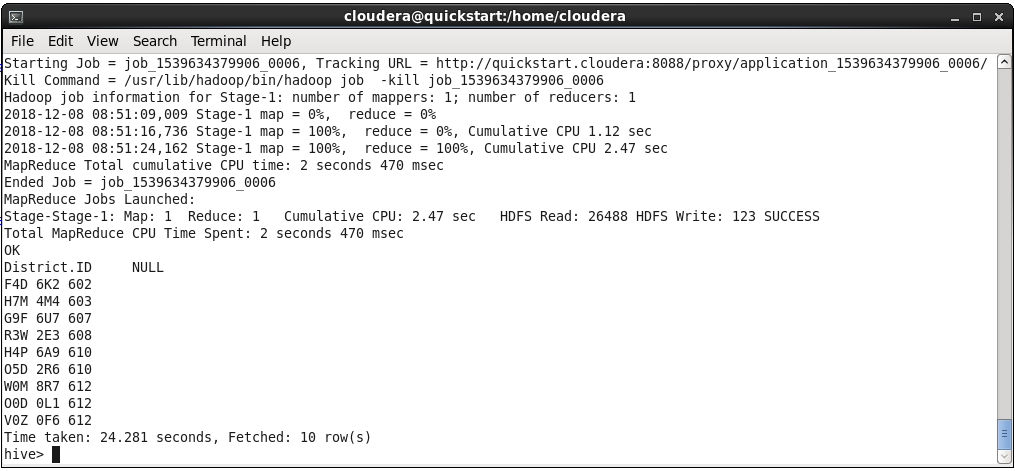 cloudera@quickstart:/home/cloudera
File Edit View Search Terminal Help
Starting Job = job_1539634379906_0006, Tracking URL = http://quickstart.cloudera:8088/proxy/application_1539634379906_0006/
Kill Command = /usr/lib/hadoop/bin/hadoop job  -kill job_1539634379906_0006
Hadoop job information for Stage-1: number of mappers: 1; number of reducers: 1
2018-12-08 08:51:09,009 Stage-1 map = 0%,  reduce = 0%
2018-12-08 08:51:16,736 Stage-1 map = 100%,  reduce = 0%, Cumulative CPU 1.12 sec
2018-12-08 08:51:24,162 Stage-1 map = 100%,  reduce = 100%, Cumulative CPU 2.47 sec
MapReduce Total cumulative CPU time: 2 seconds 470 msec
Ended Job = job_1539634379906_0006
MapReduce Jobs Launched:
Stage-Stage-1: Map: 1  Reduce: 1   Cumulative CPU: 2.47 sec   HDFS Read: 26488 HDFS Write: 123 SUCCESS
Total MapReduce CPU Time Spent: 2 seconds 470 msec
OK
District.ID     NULL
F4D 6K2 602
H7M 4M4 603
G9F 6U7 607
R3W 2E3 608
H4P 6A9 610
O5D 2R6 610
W0M 8R7 612
O0D 0L1 612
V0Z 0F6 612
Time taken: 24.281 seconds, Fetched: 10 row(s)
hive>